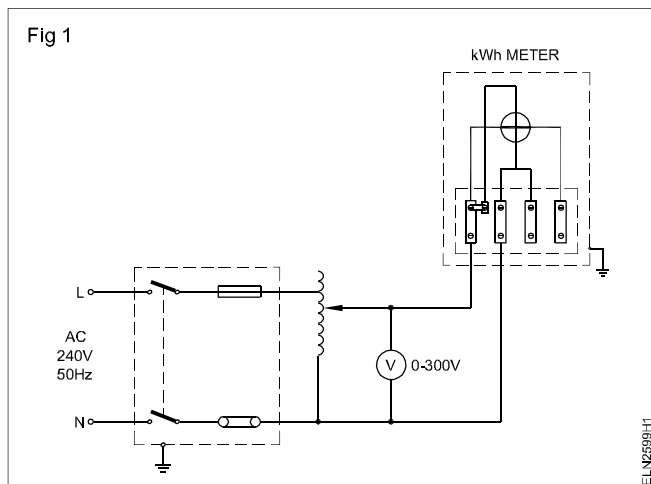 Fig 1
kWh METER
L
AC
240V
50Hz
N
V
0-300V
ELN2599H1